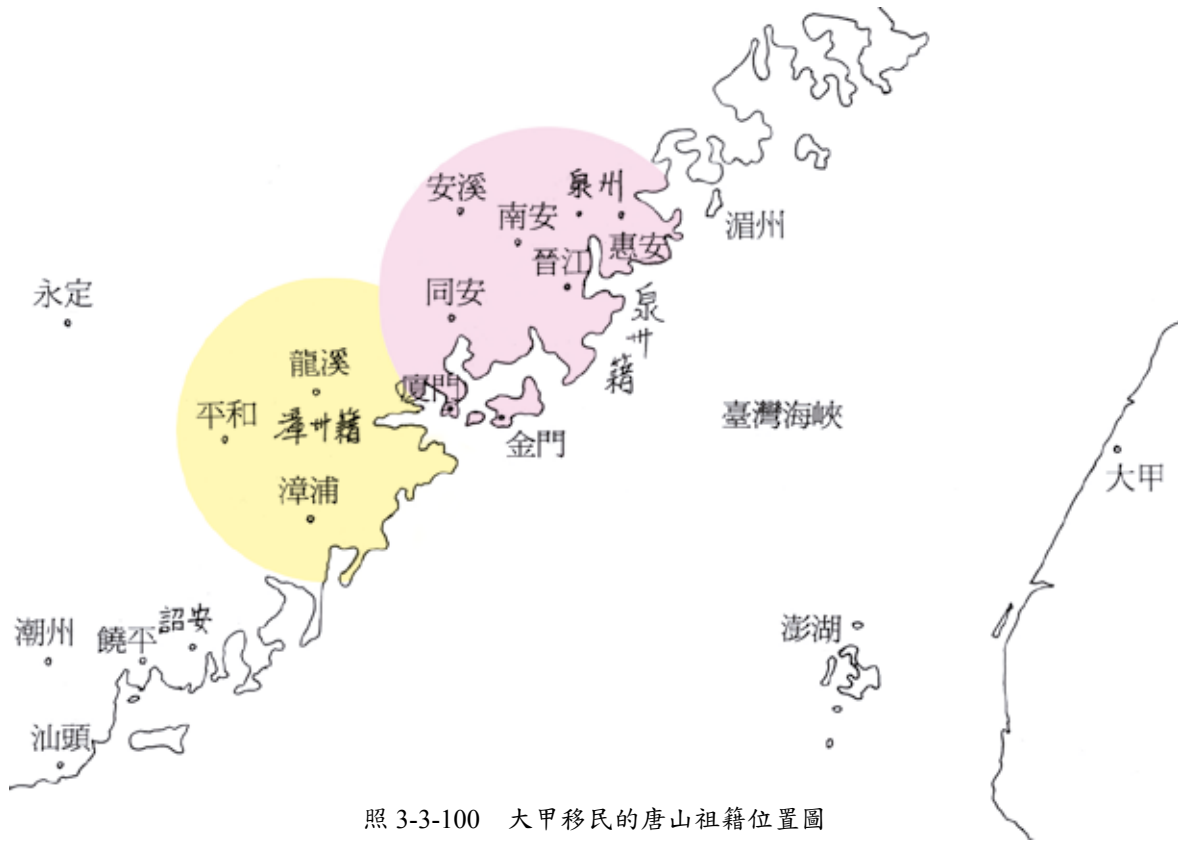 安溪
泉州
南安
惠安
湄州
晉江
同安
永定
泉州籍
龍溪
廈門
平和
漳州籍
金門
臺灣海峽
大甲
漳浦
詔安
潮州
饒平
澎湖
汕頭
照 3-3-100 大甲移民的唐山祖籍位置圖